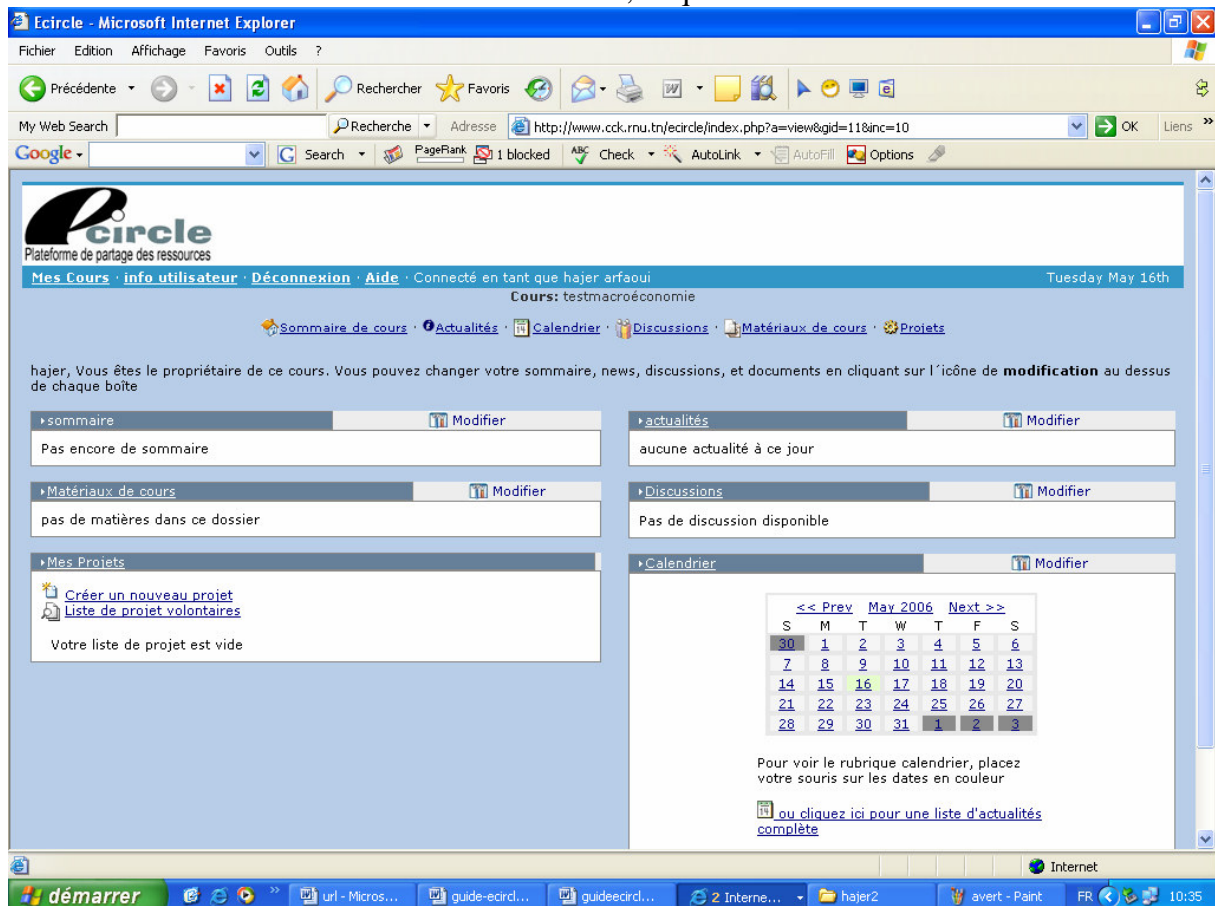 Ecircle - Microsoft Internet Explorer
Fichier Edition Affichage Favoris Outils ?
Précédente Rechercher Favoris
My Web Search Recherche Adresse http://www.cck.rnu.tn/ecircle/index.php?a=view&gid=11&inc=10 OK Liens »
Google Search PageRank 1 blocked ABC Check AutoLink AutoFill Options
ecircle
Plateforme de partage des ressources
Mes Cours · info utilisateur · Déconnexion · Aide · Connecté en tant que hajer arfaoui Tuesday May 16th
Cours: testmacroéconomie
Sommaire de cours · Actualités · Calendrier · Discussions · Matériaux de cours · Projets
hajer, Vous êtes le propriétaire de ce cours. Vous pouvez changer votre sommaire, news, discussions, et documents en cliquant sur l´icône de modification au dessus
de chaque boîte
sommaire Modifier
Pas encore de sommaire
Matériaux de cours Modifier
pas de matières dans ce dossier
Mes Projets
Créer un nouveau projet
Liste de projet volontaires
Votre liste de projet est vide
actualités Modifier
aucune actualité à ce jour
Discussions Modifier
Pas de discussion disponible
Calendrier Modifier
<< Prev May 2006 Next >>
S M T W T F S
30 1 2 3 4 5 6
7 8 9 10 11 12 13
14 15 16 17 18 19 20
21 22 23 24 25 26 27
28 29 30 31 1 2 3
Pour voir le rubrique calendrier, placez
votre souris sur les dates en couleur
ou cliquez ici pour une liste d'actualités
complète
Internet
démarrer » url - Micros... guide-ecircl... guideecircl... 2 Interne... hajer2 avert - Paint FR 10:35